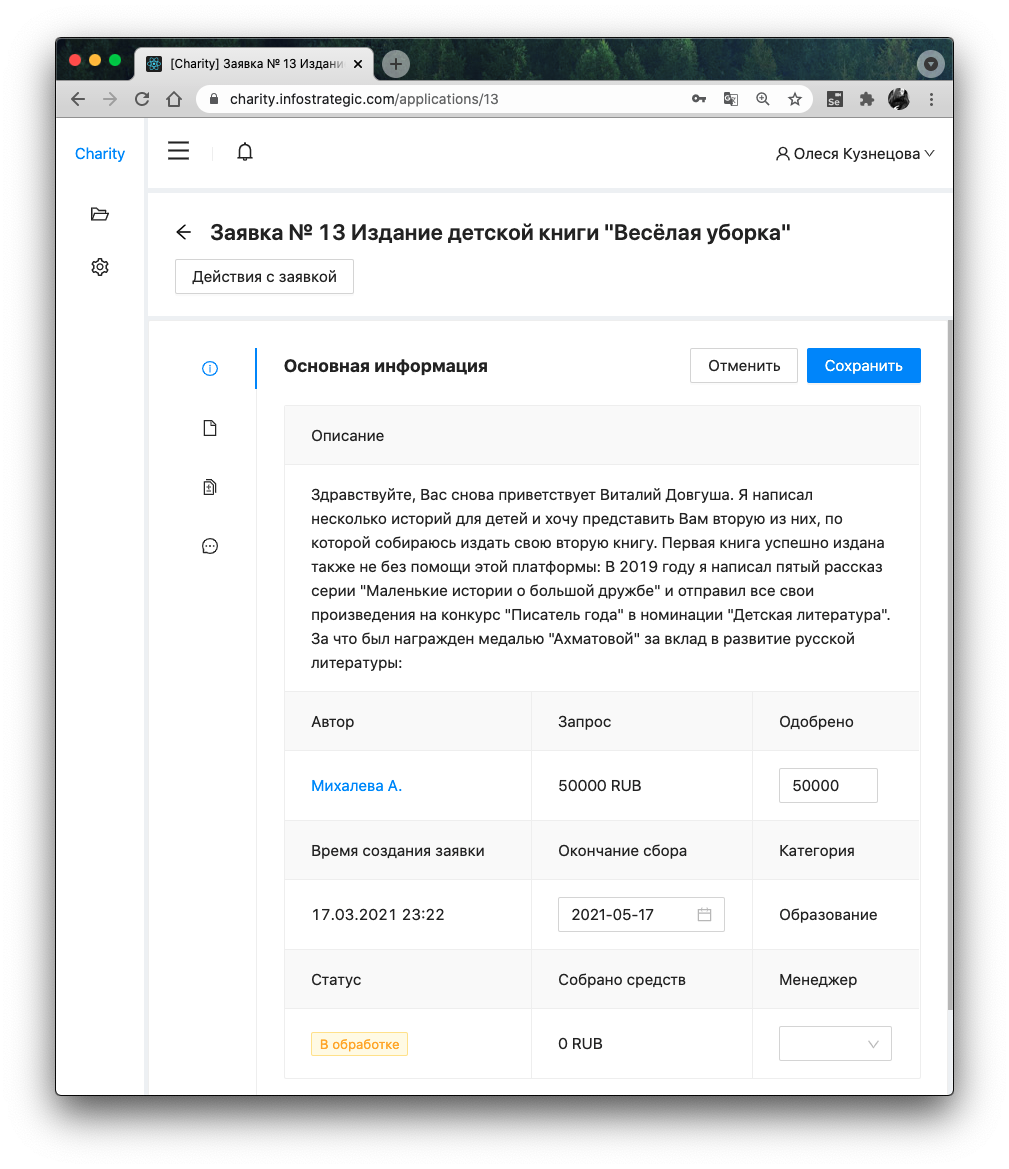 [Charity] Заявка № 13 Издани
charity.infostrategic.com/applications/13
Se
Charity
Олеся Кузнецова
Заявка № 13 Издание детской книги "Весёлая уборка"
Действия с заявкой
Основная информация
Отменить
Сохранить
Описание
Здравствуйте, Вас снова приветствует Виталий Довгуша. Я написал
несколько историй для детей и хочу представить Вам вторую из них, по
которой собираюсь издать свою вторую книгу. Первая книга успешно издана
также не без помощи этой платформы: В 2019 году я написал пятый рассказ
серии "Маленькие истории о большой дружбе" и отправил все свои
произведения на конкурс "Писатель года" в номинации "Детская литература".
За что был награжден медалью "Ахматовой" за вклад в развитие русской
литературы:
Автор
Запрос
Одобрено
Михалева А.
50000 RUB
50000
Время создания заявки
Окончание сбора
Категория
17.03.2021 23:22
2021-05-17
Образование
Статус
Собрано средств
Менеджер
В обработке
0 RUB